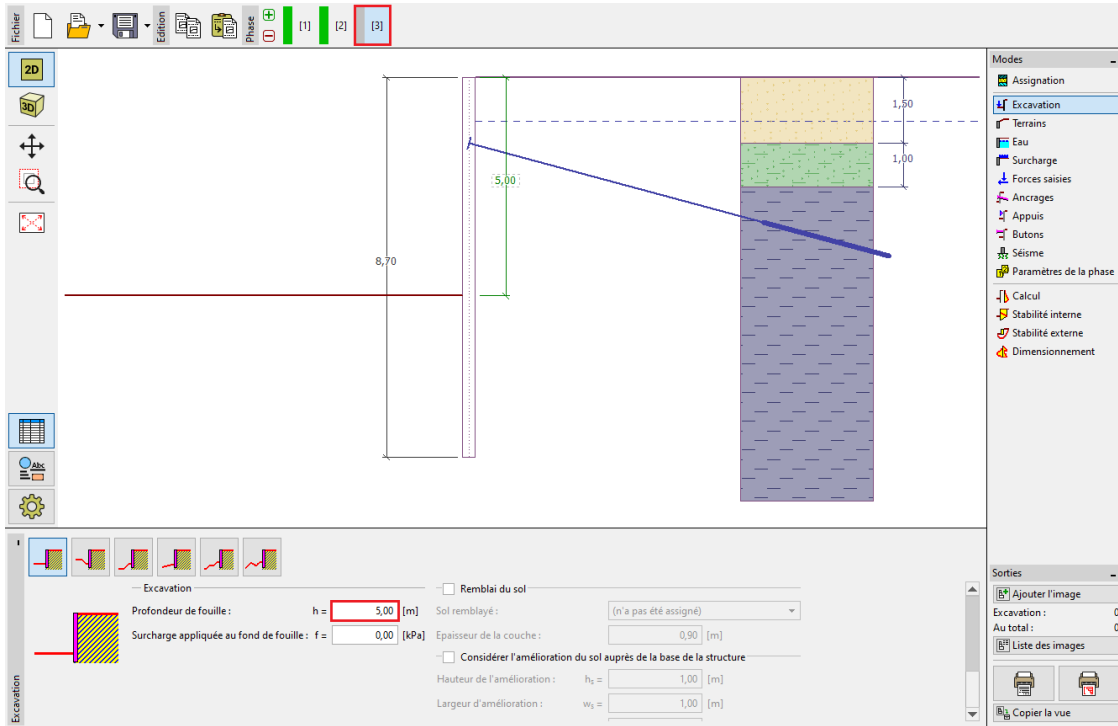 Fichier
Edition
Phase
[1]
[2]
[3]
2D
3D
Abc
8,70
5,00
1,50
1,00
Modes
Assignation
Excavation
Terrains
Eau
Surcharge
Forces saisies
Ancrages
Appuis
Butons
Séisme
Paramètres de la phase
Calcul
Stabilité interne
Stabilité externe
Dimensionnement
Excavation
Excavation
Profondeur de fouille : h = 5,00 [m]
Surcharge appliquée au fond de fouille : f = 0,00 [kPa]
Remblai du sol
Sol remblayé : (n'a pas été assigné)
Epaisseur de la couche : 0,90 [m]
Considérer l'amélioration du sol auprès de la base de la structure
Hauteur de l'amélioration : hs = 1,00 [m]
Largeur d'amélioration : ws = 1,00 [m]
Sorties
Ajouter l'image
Excavation : 0
Au total : 0
Liste des images
Copier la vue